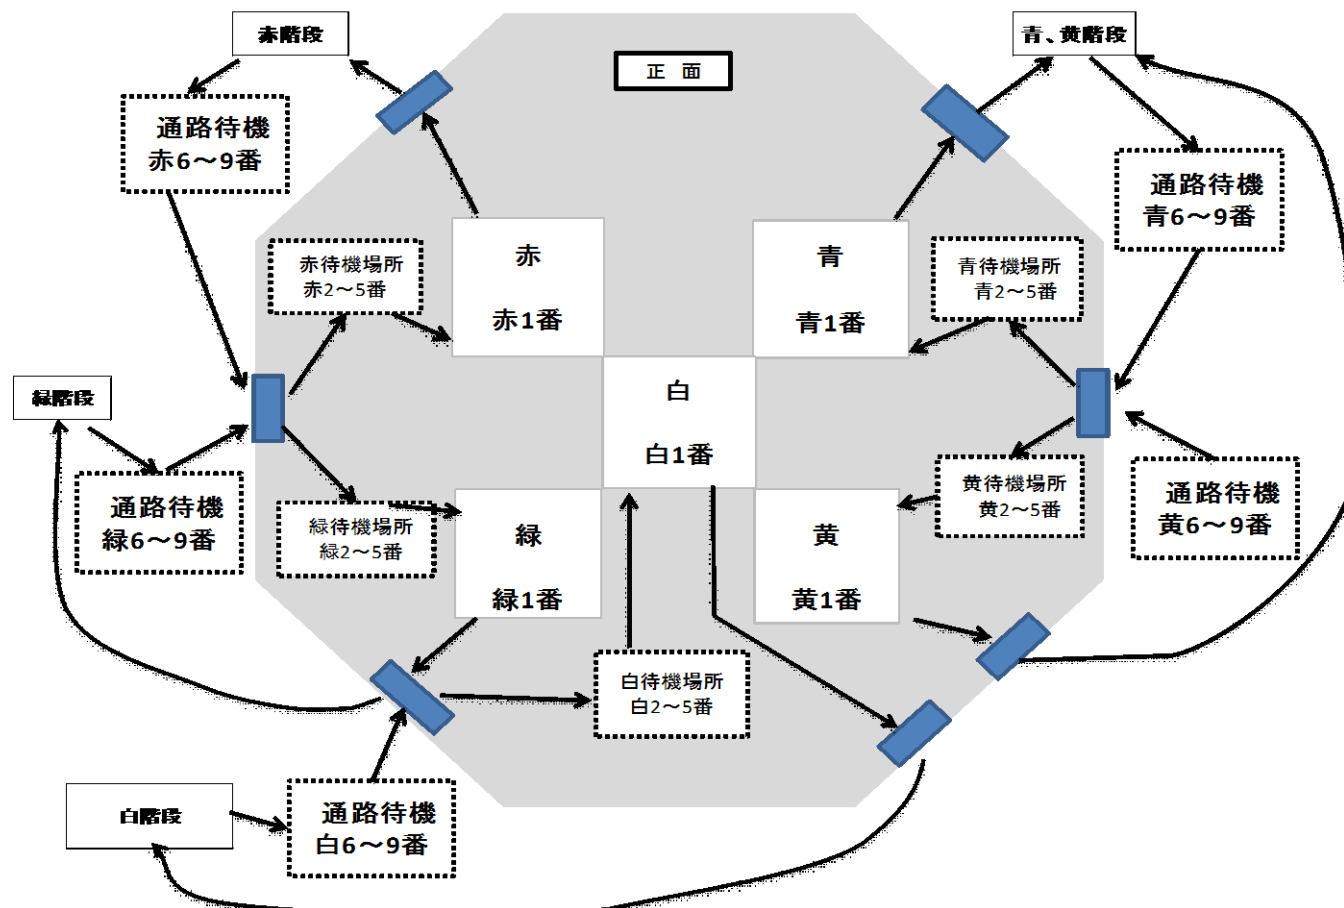 赤階段
正 面
青、黄階段
通路待機
赤6～9番
通路待機
青6～9番
赤待機場所
赤2～5番
赤
赤1番
青
青1番
青待機場所
青2～5番
緑階段
白
白1番
通路待機
緑6～9番
緑待機場所
緑2～5番
緑
緑1番
黄
黄1番
黄待機場所
黄2～5番
通路待機
黄6～9番
白待機場所
白2～5番
白階段
通路待機
白6～9番